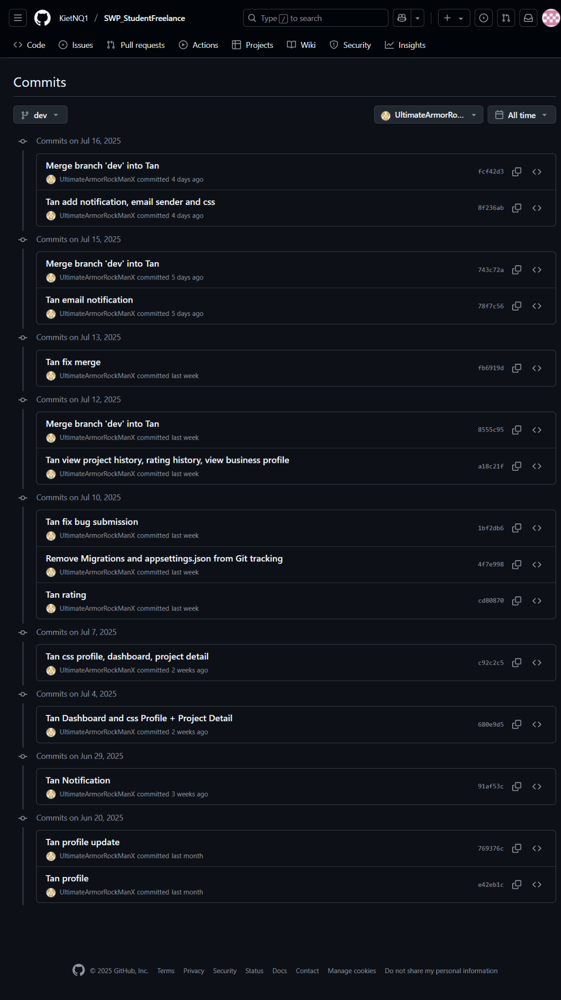 KietNQ1 / SWP_StudentFreelance
Type / to search
Code Issues Pull requests Actions Projects Wiki Security Insights
Commits
dev
UltimateArmorRo... All time
Commits on Jul 16, 2025
Merge branch 'dev' into Tan
UltimateArmorRockManX committed 4 days ago
fcf42d3
Tan add notification, email sender and css
UltimateArmorRockManX committed 4 days ago
8f236ab
Commits on Jul 15, 2025
Merge branch 'dev' into Tan
UltimateArmorRockManX committed 5 days ago
743c72a
Tan email notification
UltimateArmorRockManX committed 5 days ago
78f7c56
Commits on Jul 13, 2025
Tan fix merge
UltimateArmorRockManX committed last week
fb6919d
Commits on Jul 12, 2025
Merge branch 'dev' into Tan
UltimateArmorRockManX committed last week
8555c95
Tan view project history, rating history, view business profile
UltimateArmorRockManX committed last week
a18c21f
Commits on Jul 10, 2025
Tan fix bug submission
UltimateArmorRockManX committed last week
1bf2db6
Remove Migrations and appsettings.json from Git tracking
UltimateArmorRockManX committed last week
4f7e998
Tan rating
UltimateArmorRockManX committed last week
cd80870
Commits on Jul 7, 2025
Tan css profile, dashboard, project detail
UltimateArmorRockManX committed 2 weeks ago
c92c2c5
Commits on Jul 4, 2025
Tan Dashboard and css Profile + Project Detail
UltimateArmorRockManX committed 2 weeks ago
680e9d5
Commits on Jun 29, 2025
Tan Notification
UltimateArmorRockManX committed 3 weeks ago
91af53c
Commits on Jun 20, 2025
Tan profile update
UltimateArmorRockManX committed last month
769376c
Tan profile
UltimateArmorRockManX committed last month
e42eb1c
© 2025 GitHub, Inc. Terms Privacy Security Status Docs Contact Manage cookies Do not share my personal information